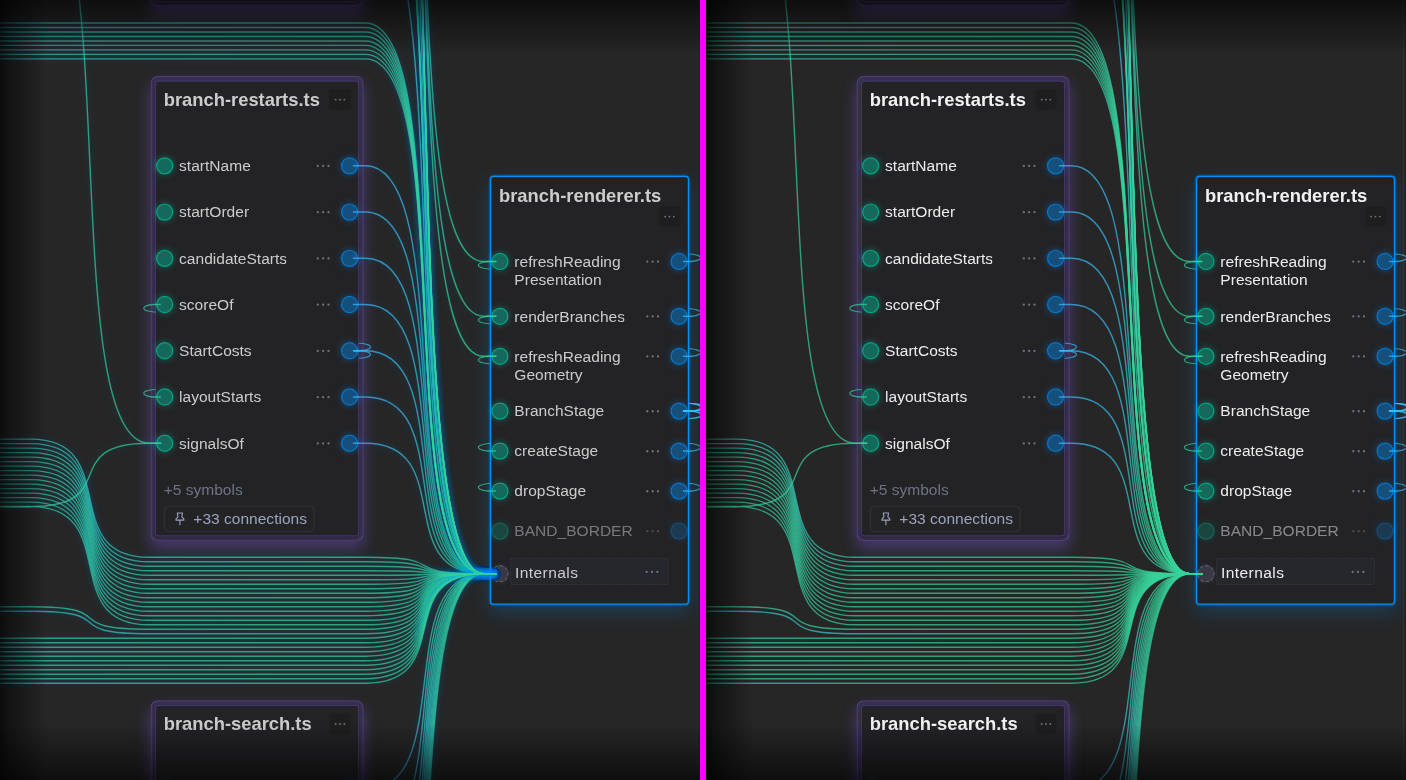 branch-restarts.ts ...
startName ...
startOrder ...
candidateStarts ...
scoreOf ...
StartCosts ...
layoutStarts ...
signalsOf ...
+5 symbols
+33 connections
branch-renderer.ts
...
refreshReading ...
Presentation
renderBranches ...
refreshReading ...
Geometry
BranchStage ...
createStage ...
dropStage ...
BAND_BORDER ...
Internals ...
branch-search.ts ...
branch-restarts.ts ...
startName ...
startOrder ...
candidateStarts ...
scoreOf ...
StartCosts ...
layoutStarts ...
signalsOf ...
+5 symbols
+33 connections
branch-renderer.ts
...
refreshReading ...
Presentation
renderBranches ...
refreshReading ...
Geometry
BranchStage ...
createStage ...
dropStage ...
BAND_BORDER ...
Internals ...
branch-search.ts ...